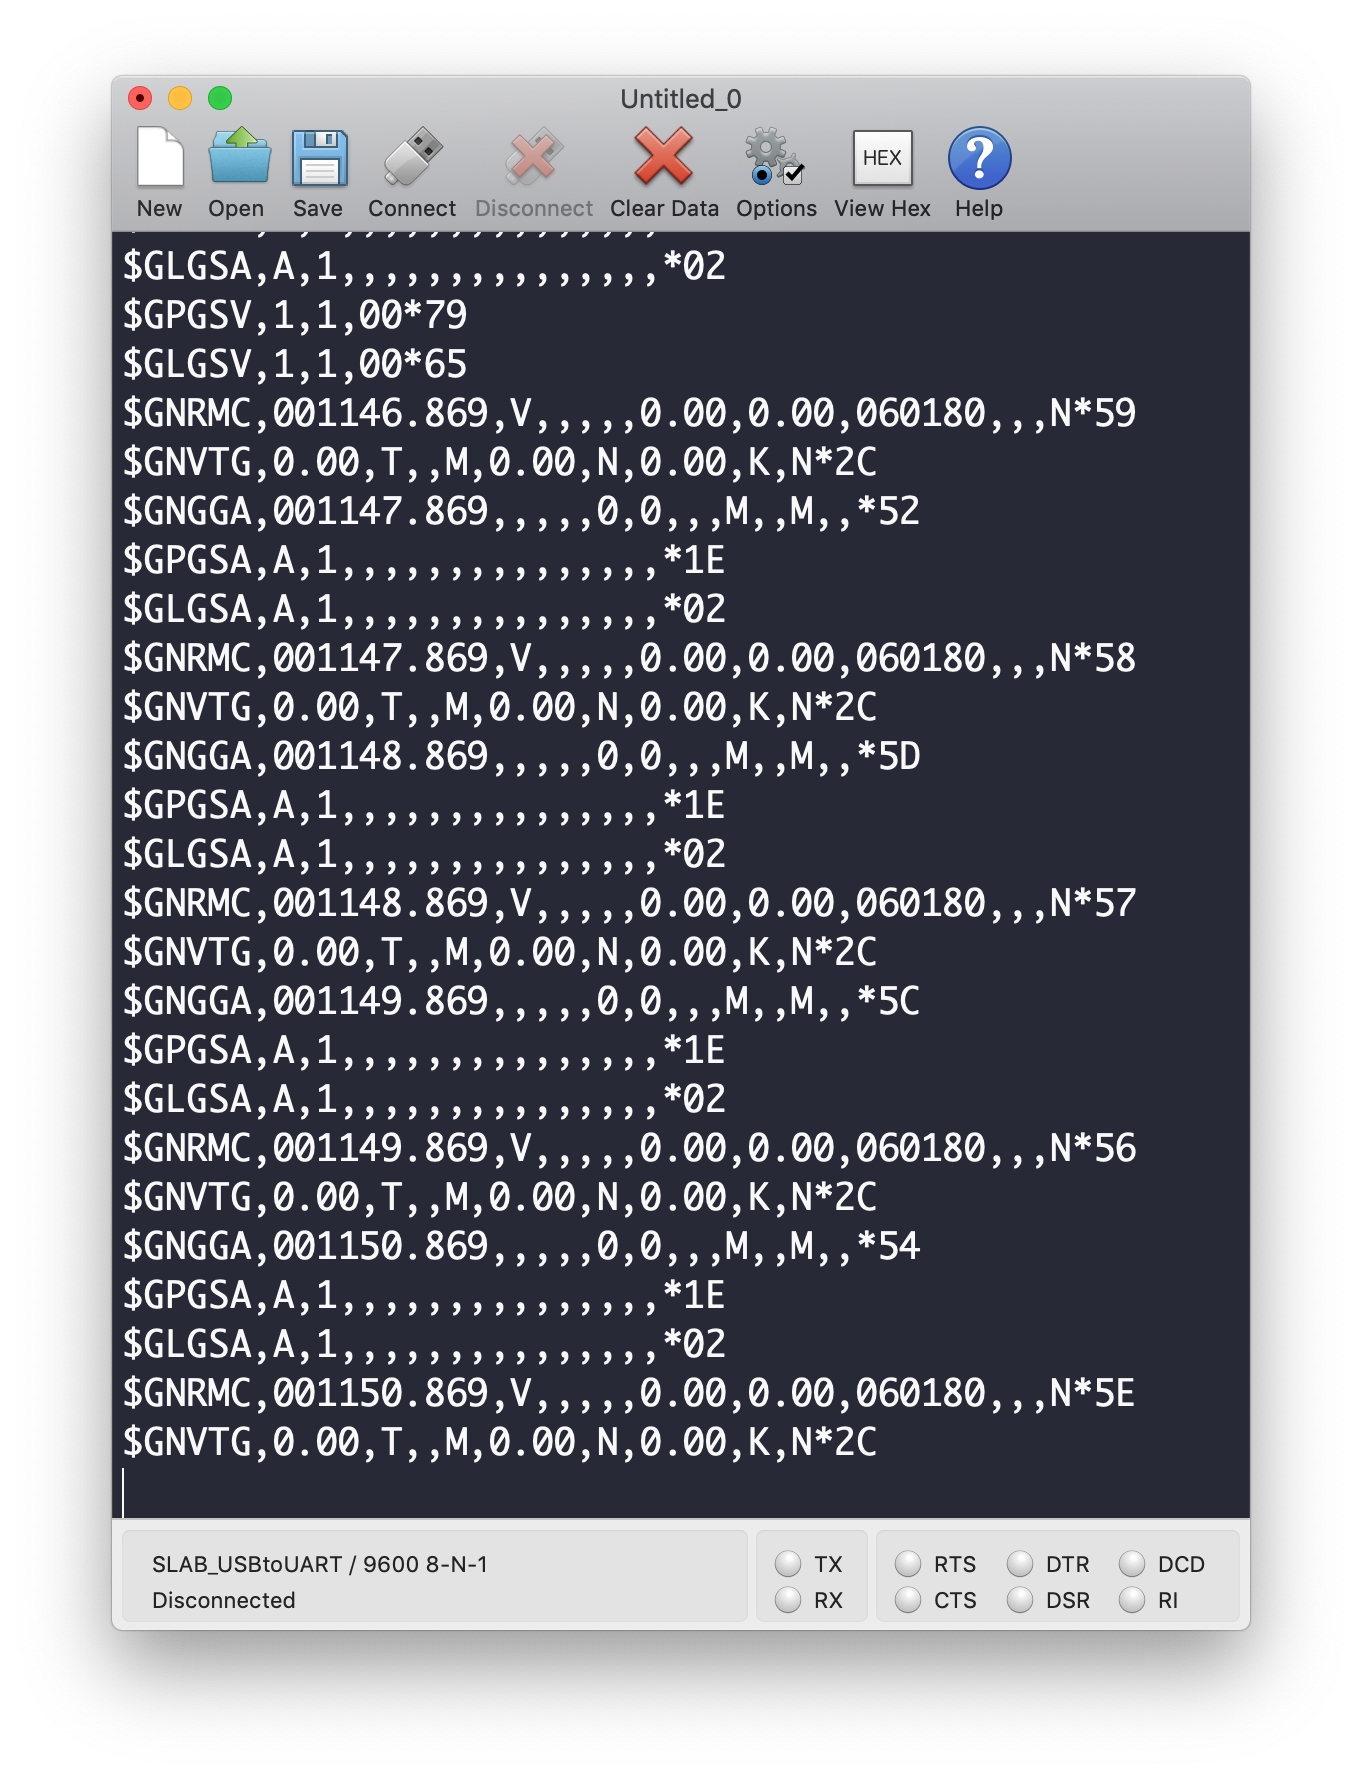 Untitled_0
New Open Save Connect Disconnect Clear Data Options HEX View Hex ? Help
$GLGSA,A,1,,,,,,,,,,,,,,,*02
$GPGSV,1,1,00*79
$GLGSV,1,1,00*65
$GNRMC,001146.869,V,,,,,0.00,0.00,060180,,,N*59
$GNVTG,0.00,T,,M,0.00,N,0.00,K,N*2C
$GNGGA,001147.869,,,,,0,0,,,M,,M,,*52
$GPGSA,A,1,,,,,,,,,,,,,,,*1E
$GLGSA,A,1,,,,,,,,,,,,,,,*02
$GNRMC,001147.869,V,,,,,0.00,0.00,060180,,,N*58
$GNVTG,0.00,T,,M,0.00,N,0.00,K,N*2C
$GNGGA,001148.869,,,,,0,0,,,M,,M,,*5D
$GPGSA,A,1,,,,,,,,,,,,,,,*1E
$GLGSA,A,1,,,,,,,,,,,,,,,*02
$GNRMC,001148.869,V,,,,,0.00,0.00,060180,,,N*57
$GNVTG,0.00,T,,M,0.00,N,0.00,K,N*2C
$GNGGA,001149.869,,,,,0,0,,,M,,M,,*5C
$GPGSA,A,1,,,,,,,,,,,,,,,*1E
$GLGSA,A,1,,,,,,,,,,,,,,,*02
$GNRMC,001149.869,V,,,,,0.00,0.00,060180,,,N*56
$GNVTG,0.00,T,,M,0.00,N,0.00,K,N*2C
$GNGGA,001150.869,,,,,0,0,,,M,,M,,*54
$GPGSA,A,1,,,,,,,,,,,,,,,*1E
$GLGSA,A,1,,,,,,,,,,,,,,,*02
$GNRMC,001150.869,V,,,,,0.00,0.00,060180,,,N*5E
$GNVTG,0.00,T,,M,0.00,N,0.00,K,N*2C
SLAB_USBtoUART / 9600 8-N-1 TX RTS DTR DCD
Disconnected RX CTS DSR RI